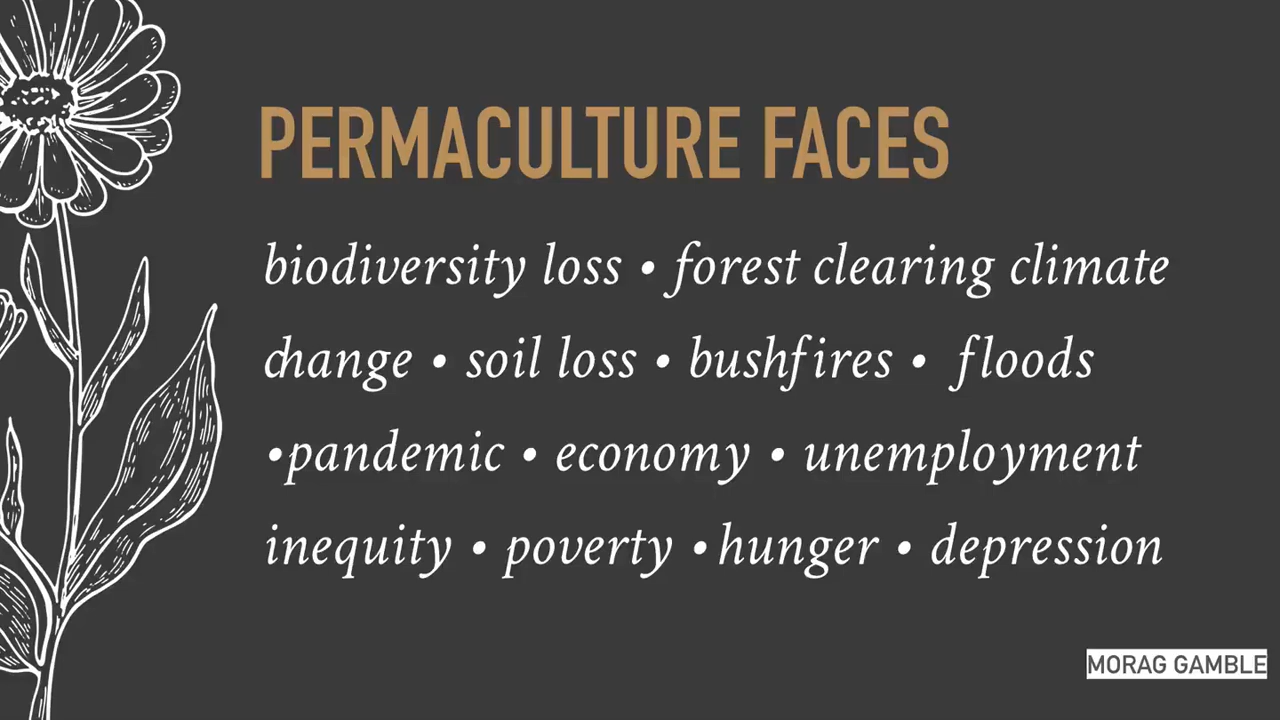 PERMACULTURE FACES
biodiversity loss • forest clearing climate
change • soil loss • bushfires • floods
•pandemic • economy • unemployment
inequity • poverty • hunger • depression
MORAG GAMBLE